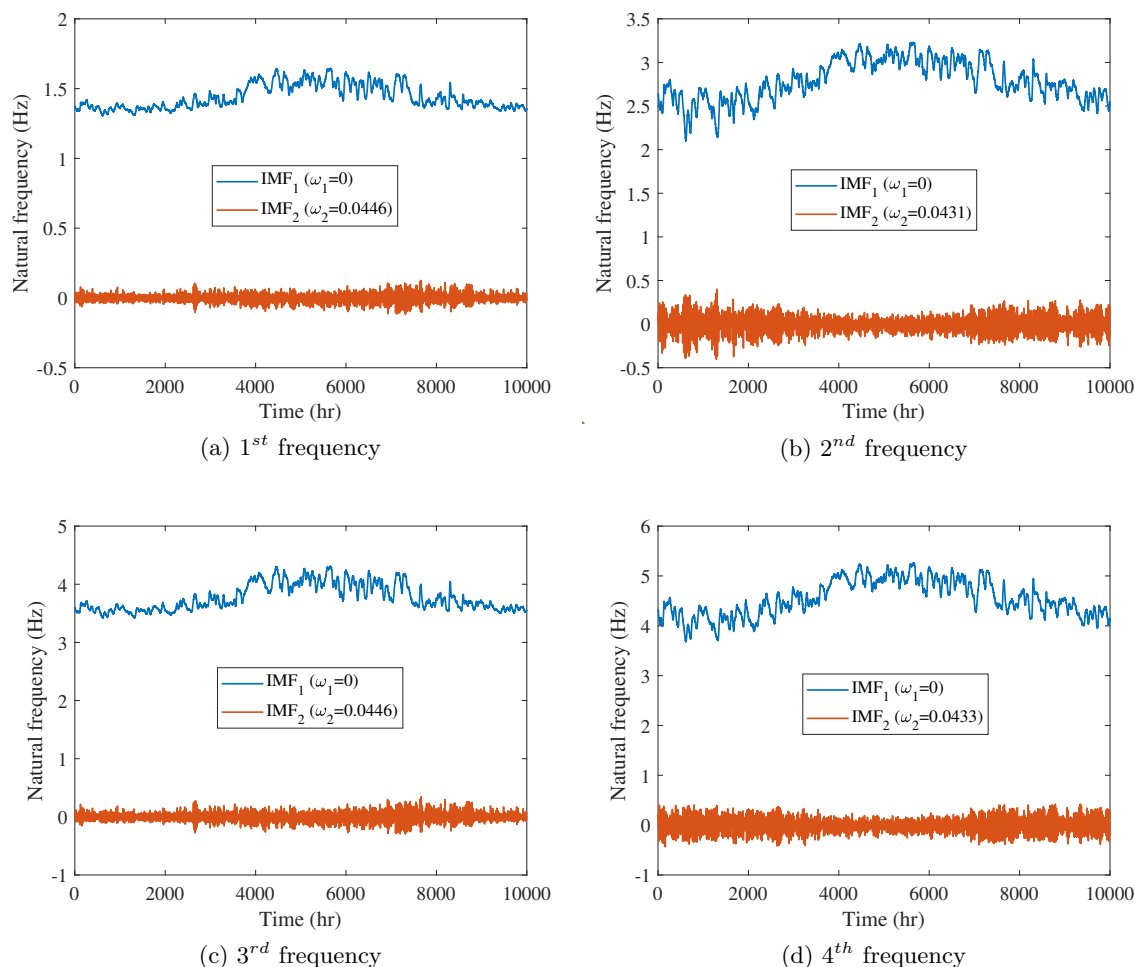 2
1.5
1
0.5
0
-0.5
Natural frequency (Hz)
IMF₁ (ω₁=0)
IMF₂ (ω₂=0.0446)
0 2000 4000 6000 8000 10000
Time (hr)
(a) 1ˢᵗ frequency
3.5
3
2.5
2
1.5
1
0.5
0
-0.5
Natural frequency (Hz)
IMF₁ (ω₁=0)
IMF₂ (ω₂=0.0431)
0 2000 4000 6000 8000 10000
Time (hr)
(b) 2ⁿᵈ frequency
5
4
3
2
1
0
-1
Natural frequency (Hz)
IMF₁ (ω₁=0)
IMF₂ (ω₂=0.0446)
0 2000 4000 6000 8000 10000
Time (hr)
(c) 3ʳᵈ frequency
6
5
4
3
2
1
0
-1
Natural frequency (Hz)
IMF₁ (ω₁=0)
IMF₂ (ω₂=0.0433)
0 2000 4000 6000 8000 10000
Time (hr)
(d) 4ᵗʰ frequency